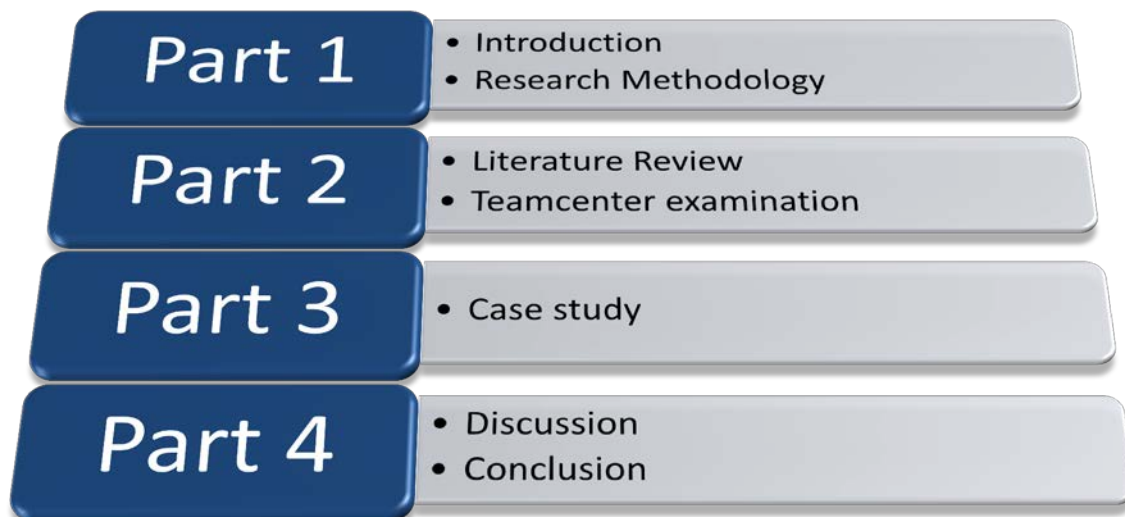 Part 1
• Introduction
• Research Methodology
Part 2
• Literature Review
• Teamcenter examination
Part 3
• Case study
Part 4
• Discussion
• Conclusion